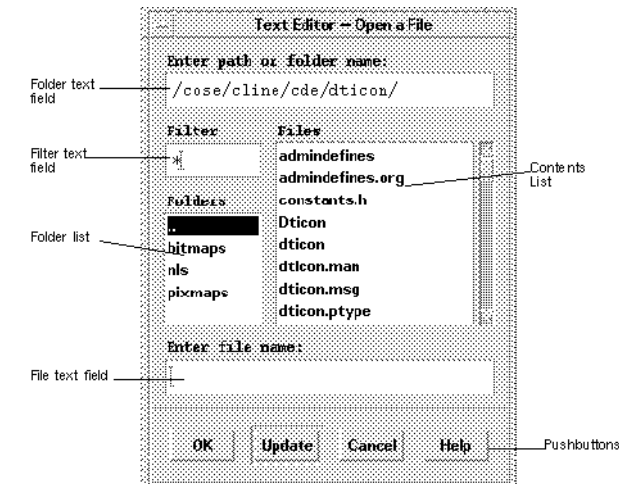 Text Editor — Open a File
Enter path or folder name:
Folder text
field
/cose/cline/cde/dticon/
Filter
Files
Filter text
field
*
admindefines
admindefines.org
constants.h
Dticon
dticon
dticon.man
dticon.msg
dticon.ptype
Contents
List
Folders
Folder list
..
bitmaps
nls
pixmaps
Enter file name:
File text field
OK
Update
Cancel
Help
Pushbuttons